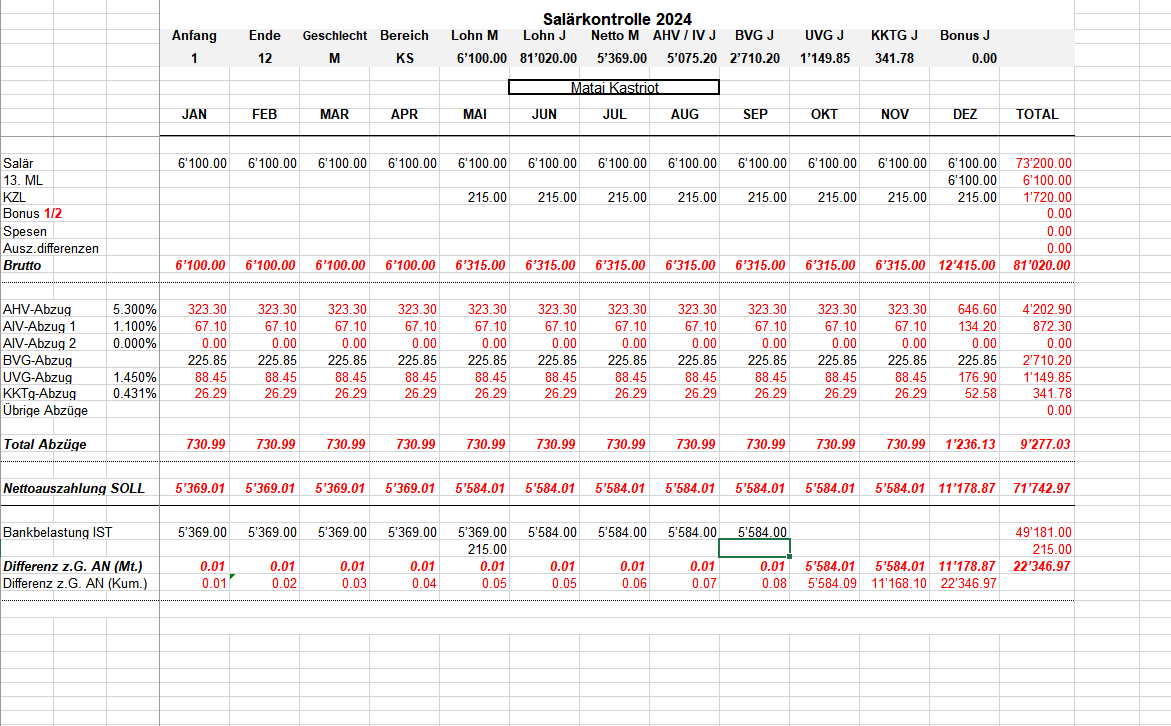 Salärkontrolle 2024
Anfang Ende Geschlecht Bereich Lohn M Lohn J Netto M AHV / IV J BVG J UVG J KKTG J Bonus J
1 12 M KS 6'100.00 81'020.00 5'369.00 5'075.20 2'710.20 1'149.85 341.78 0.00
Matai Kastriot
JAN FEB MAR APR MAI JUN JUL AUG SEP OKT NOV DEZ TOTAL
Salär 6'100.00 6'100.00 6'100.00 6'100.00 6'100.00 6'100.00 6'100.00 6'100.00 6'100.00 6'100.00 6'100.00 6'100.00 73'200.00
13. ML 6'100.00 6'100.00
KZL 215.00 215.00 215.00 215.00 215.00 215.00 215.00 215.00 1'720.00
Bonus 1/2 0.00
Spesen 0.00
Ausz.differenzen 0.00
Brutto 6'100.00 6'100.00 6'100.00 6'100.00 6'315.00 6'315.00 6'315.00 6'315.00 6'315.00 6'315.00 6'315.00 12'415.00 81'020.00
AHV-Abzug 5.300% 323.30 323.30 323.30 323.30 323.30 323.30 323.30 323.30 323.30 323.30 323.30 646.60 4'202.90
AIV-Abzug 1 1.100% 67.10 67.10 67.10 67.10 67.10 67.10 67.10 67.10 67.10 67.10 67.10 134.20 872.30
AIV-Abzug 2 0.000% 0.00 0.00 0.00 0.00 0.00 0.00 0.00 0.00 0.00 0.00 0.00 0.00 0.00
BVG-Abzug 225.85 225.85 225.85 225.85 225.85 225.85 225.85 225.85 225.85 225.85 225.85 225.85 2'710.20
UVG-Abzug 1.450% 88.45 88.45 88.45 88.45 88.45 88.45 88.45 88.45 88.45 88.45 88.45 176.90 1'149.85
KKTg-Abzug 0.431% 26.29 26.29 26.29 26.29 26.29 26.29 26.29 26.29 26.29 26.29 26.29 52.58 341.78
Übrige Abzüge 0.00
Total Abzüge 730.99 730.99 730.99 730.99 730.99 730.99 730.99 730.99 730.99 730.99 730.99 1'236.13 9'277.03
Nettoauszahlung SOLL 5'369.01 5'369.01 5'369.01 5'369.01 5'584.01 5'584.01 5'584.01 5'584.01 5'584.01 5'584.01 5'584.01 11'178.87 71'742.97
Bankbelastung IST 5'369.00 5'369.00 5'369.00 5'369.00 5'369.00 5'584.00 5'584.00 5'584.00 5'584.00 49'181.00
215.00 215.00
Differenz z.G. AN (Mt.) 0.01 0.01 0.01 0.01 0.01 0.01 0.01 0.01 0.01 5'584.01 5'584.01 11'178.87 22'346.97
Differenz z.G. AN (Kum.) 0.01 0.02 0.03 0.04 0.05 0.05 0.06 0.07 0.08 5'584.09 11'168.10 22'346.97